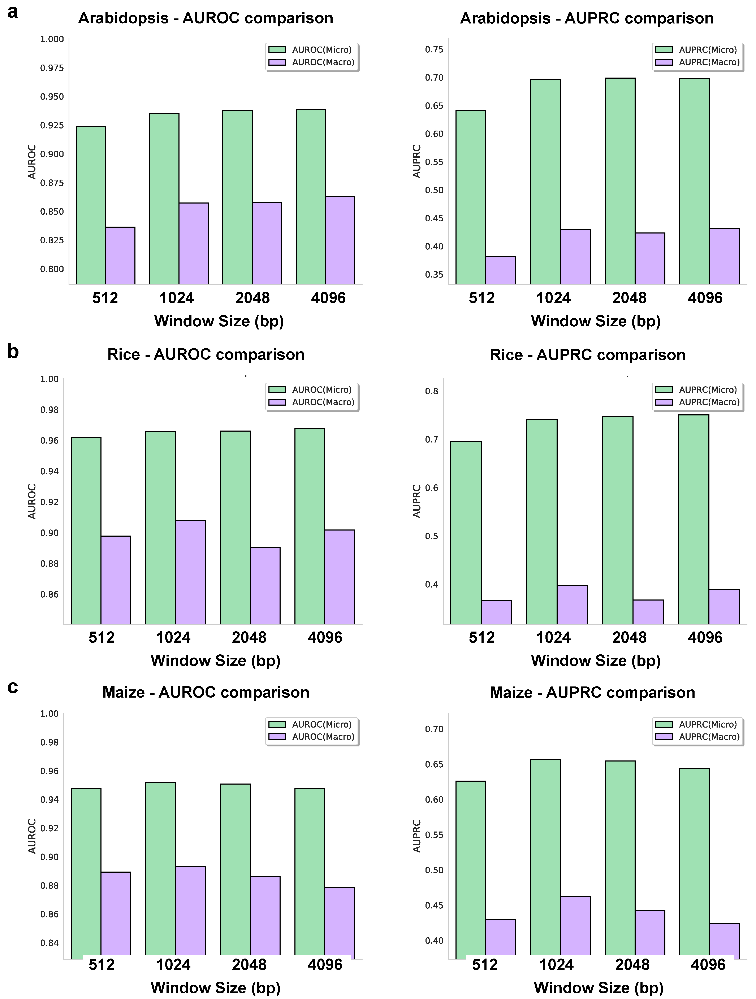 a
Arabidopsis - AUROC comparison
1.000
0.975
0.950
0.925
0.900
0.875
0.850
0.825
0.800
AUROC
AUROC(Micro)
AUROC(Macro)
512 1024 2048 4096
Window Size (bp)
Arabidopsis - AUPRC comparison
0.75
0.70
0.65
0.60
0.55
0.50
0.45
0.40
0.35
AUPRC
AUPRC(Micro)
AUPRC(Macro)
512 1024 2048 4096
Window Size (bp)
b
Rice - AUROC comparison
1.00
0.98
0.96
0.94
0.92
0.90
0.88
0.86
AUROC
AUROC(Micro)
AUROC(Macro)
512 1024 2048 4096
Window Size (bp)
Rice - AUPRC comparison
0.8
0.7
0.6
0.5
0.4
AUPRC
AUPRC(Micro)
AUPRC(Macro)
512 1024 2048 4096
Window Size (bp)
c
Maize - AUROC comparison
1.00
0.98
0.96
0.94
0.92
0.90
0.88
0.86
0.84
AUROC
AUROC(Micro)
AUROC(Macro)
512 1024 2048 4096
Window Size (bp)
Maize - AUPRC comparison
0.70
0.65
0.60
0.55
0.50
0.45
0.40
AUPRC
AUPRC(Micro)
AUPRC(Macro)
512 1024 2048 4096
Window Size (bp)